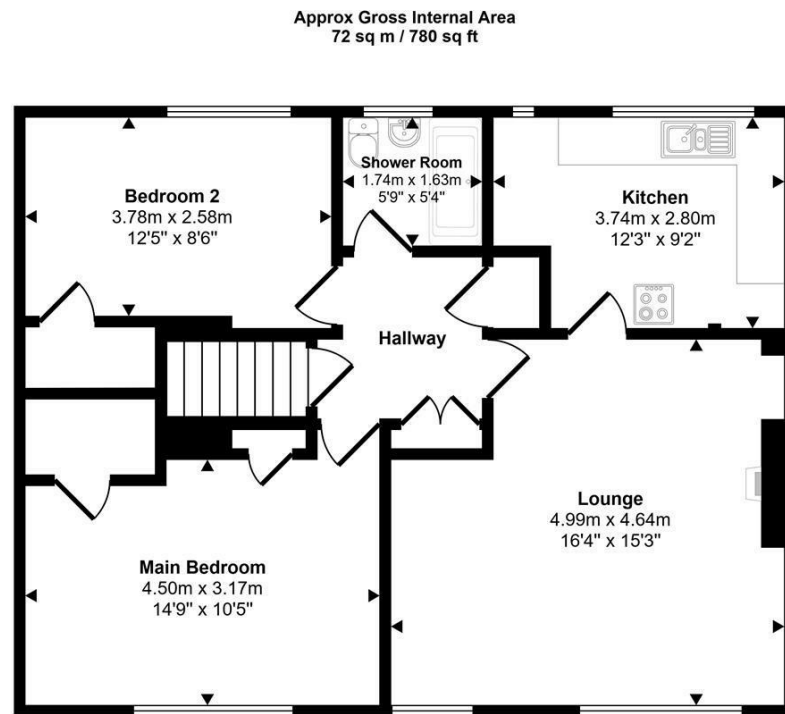 Approx Gross Internal Area
72 sq m / 780 sq ft
Bedroom 2
3.78m x 2.58m
12'5" x 8'6"
Shower Room
1.74m x 1.63m
5'9" x 5'4"
Kitchen
3.74m x 2.80m
12'3" x 9'2"
Hallway
Main Bedroom
4.50m x 3.17m
14'9" x 10'5"
Lounge
4.99m x 4.64m
16'4" x 15'3"